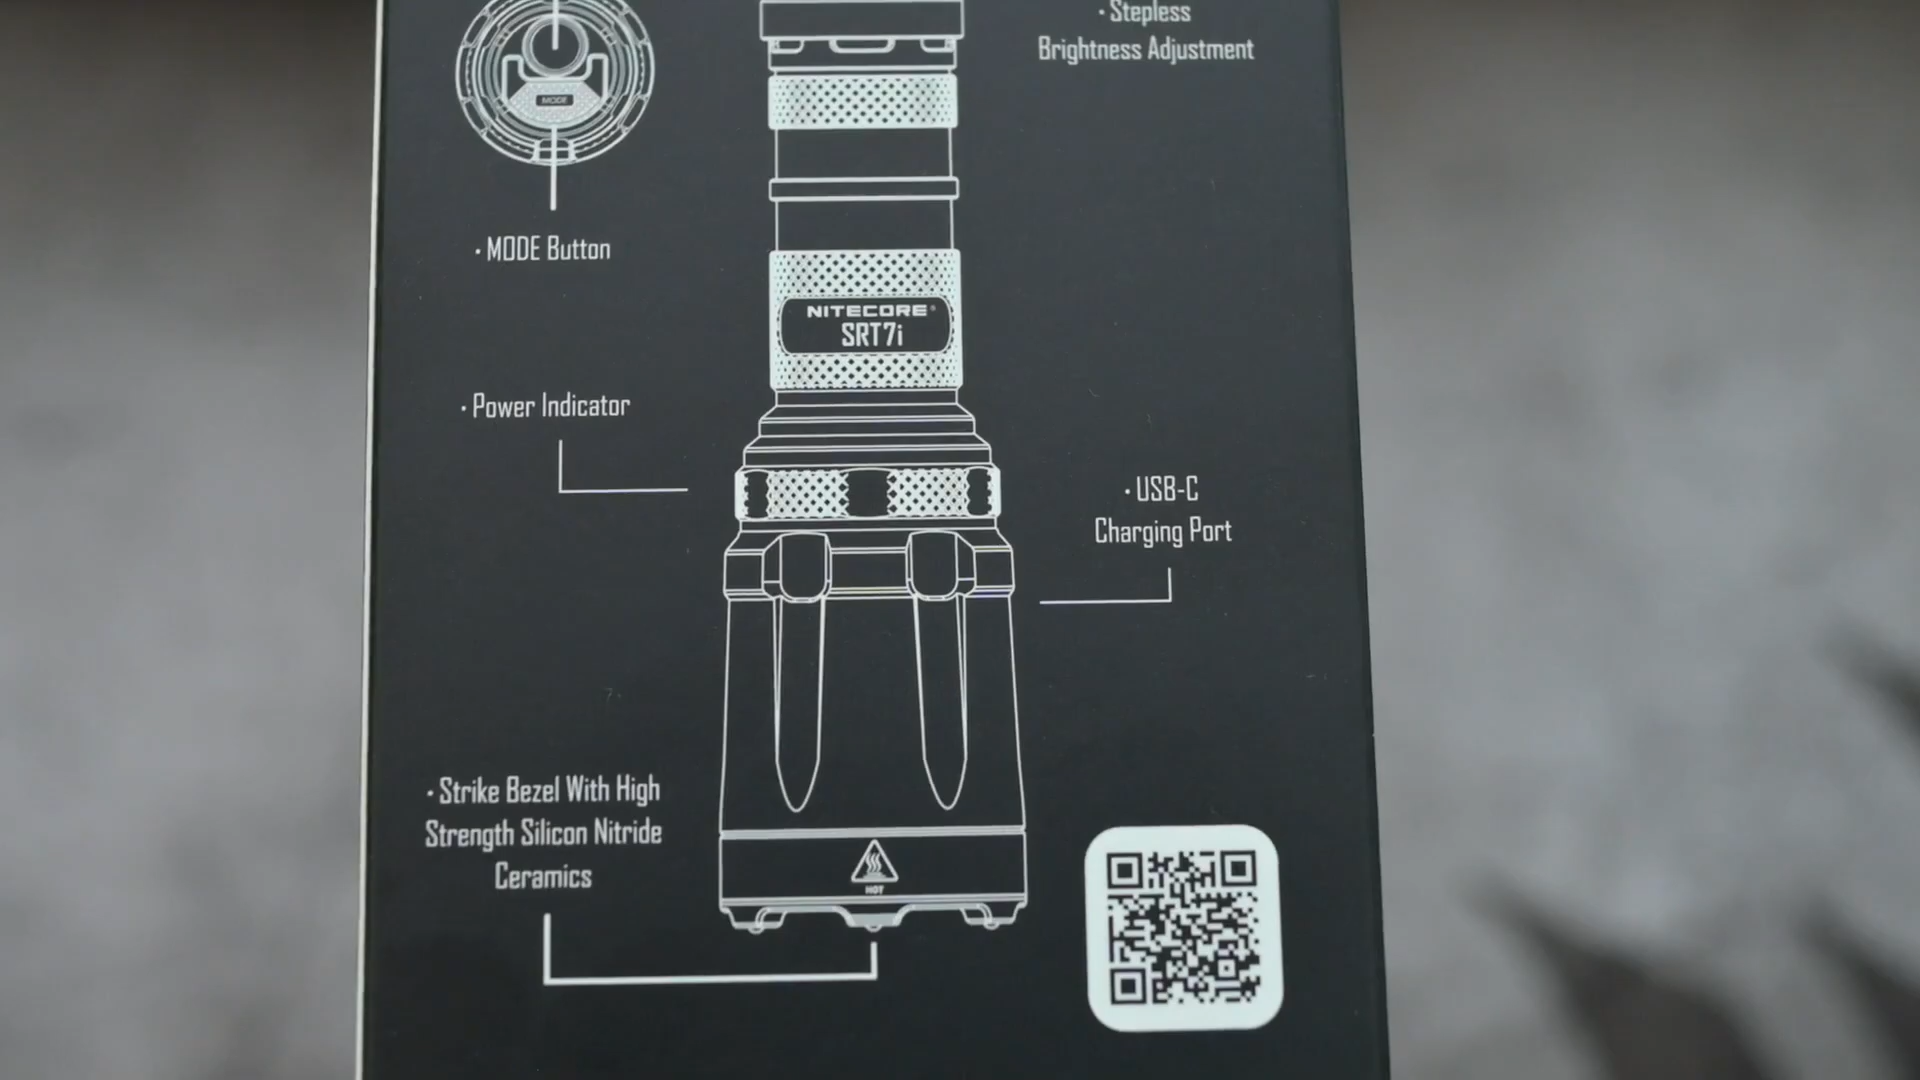 · Stepless
Brightness Adjustment
MODE
· MODE Button
NITECORE®
SRT7i
· Power Indicator
· USB-C
Charging Port
· Strike Bezel With High
Strength Silicon Nitride
Ceramics
HOT